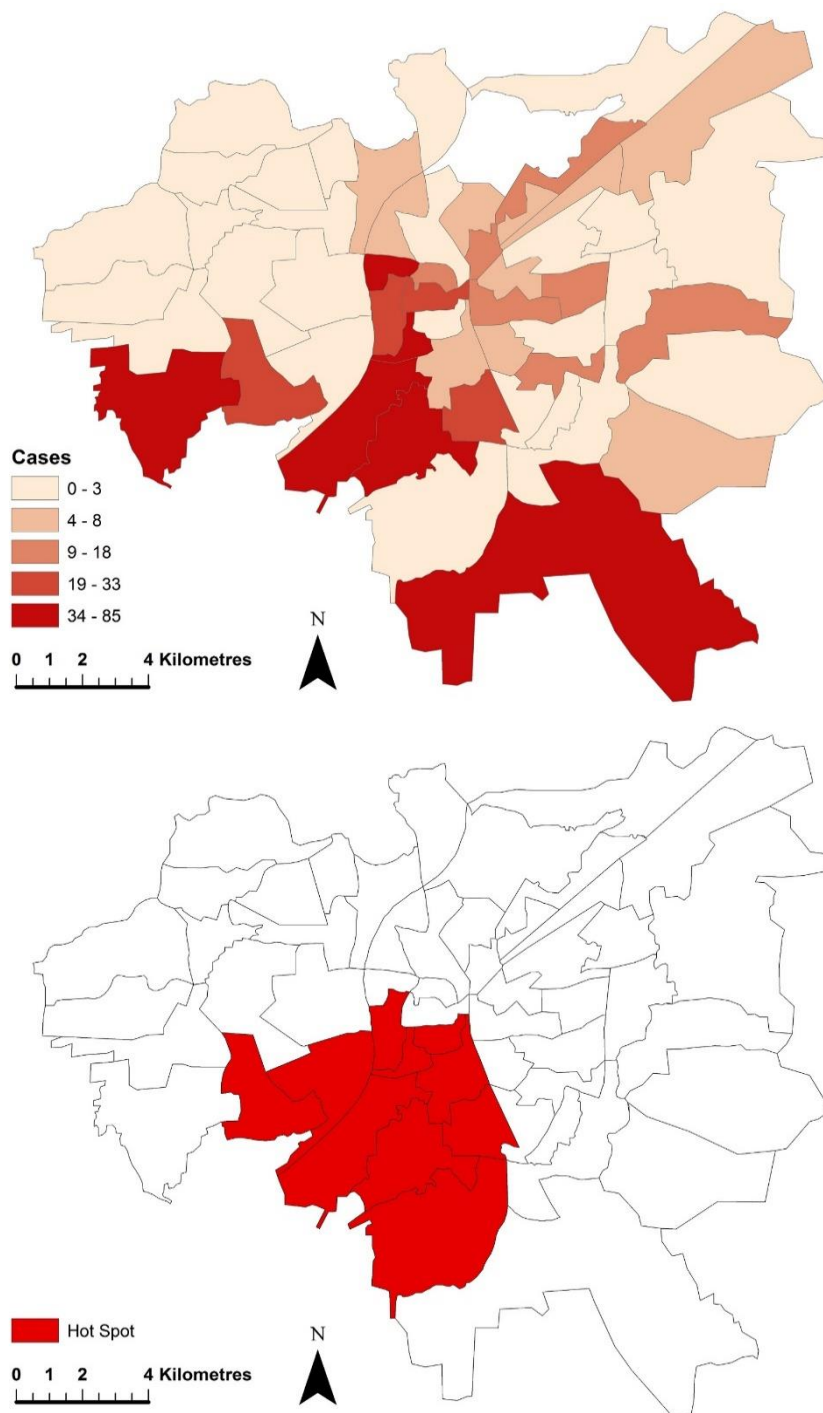 Cases
0 - 3
4 - 8
9 - 18
19 - 33
34 - 85
0 1 2 4 Kilometres
N
Hot Spot
0 1 2 4 Kilometres
N